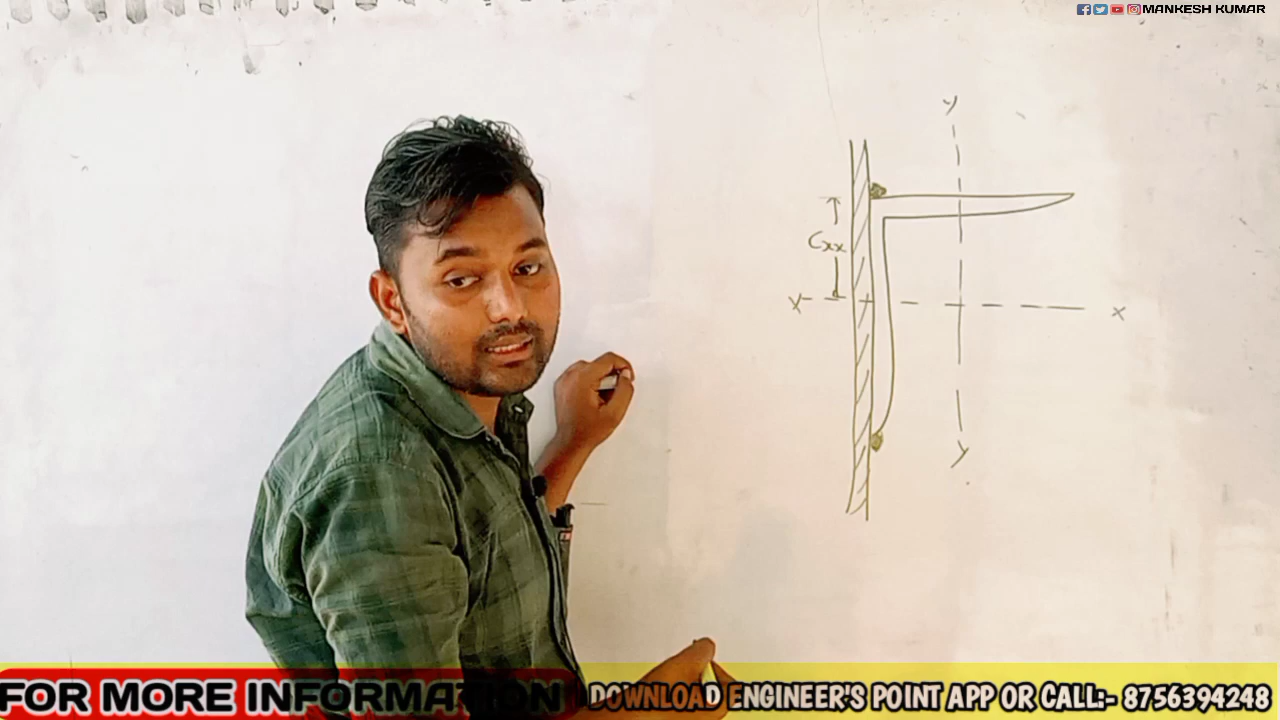 MANKESH KUMAR
y
Cxx
x
x
y
FOR MORE INFORMATION
DOWNLOAD ENGINEER'S POINT APP OR CALL:- 8756394248